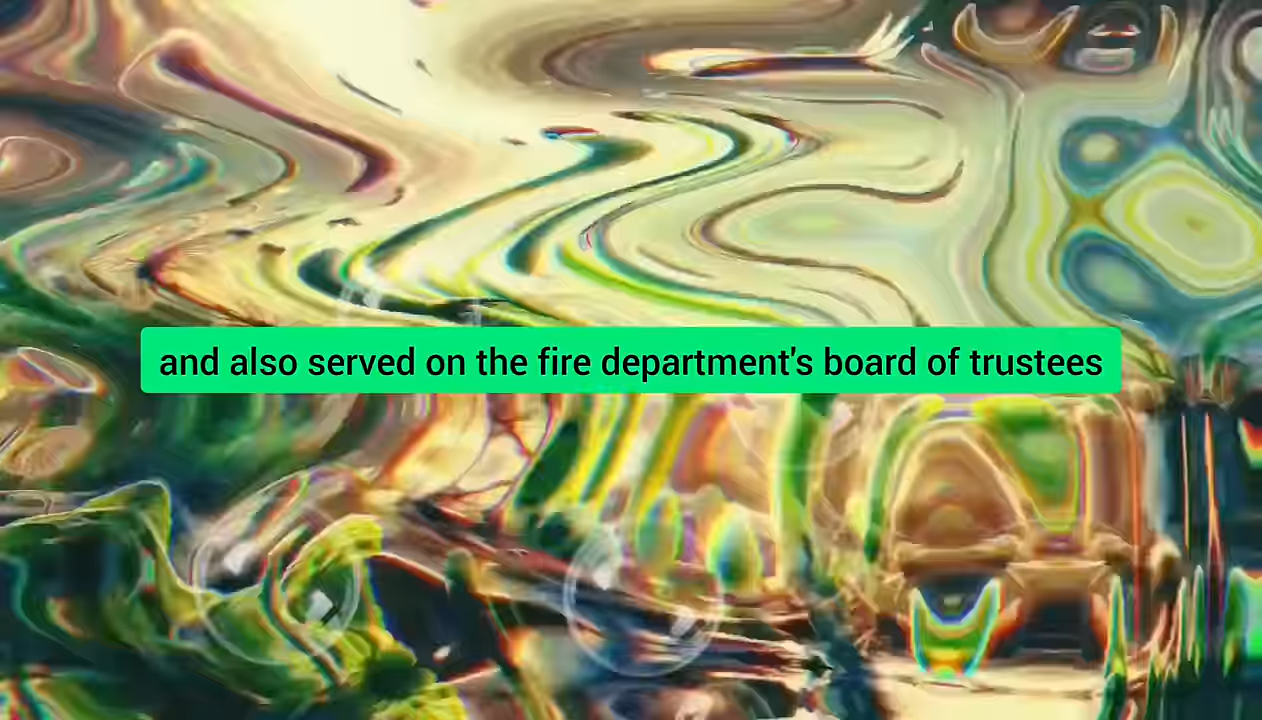 and also served on the fire department's board of trustees